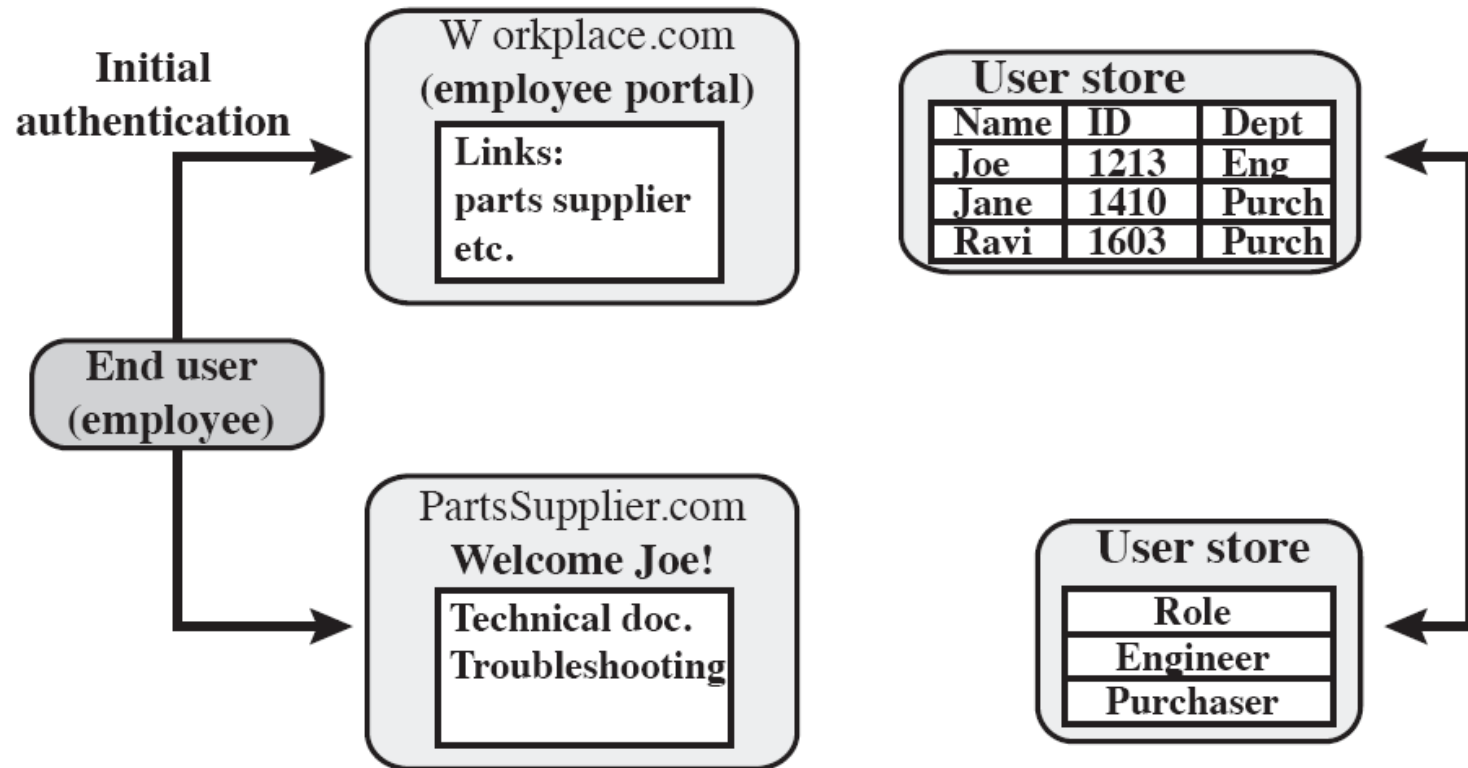 Initial
authentication
W orkplace.com
(employee portal)
Links:
parts supplier
etc.
User store
Name ID Dept
Joe 1213 Eng
Jane 1410 Purch
Ravi 1603 Purch
End user
(employee)
PartsSupplier.com
Welcome Joe!
Technical doc.
Troubleshooting
User store
Role
Engineer
Purchaser